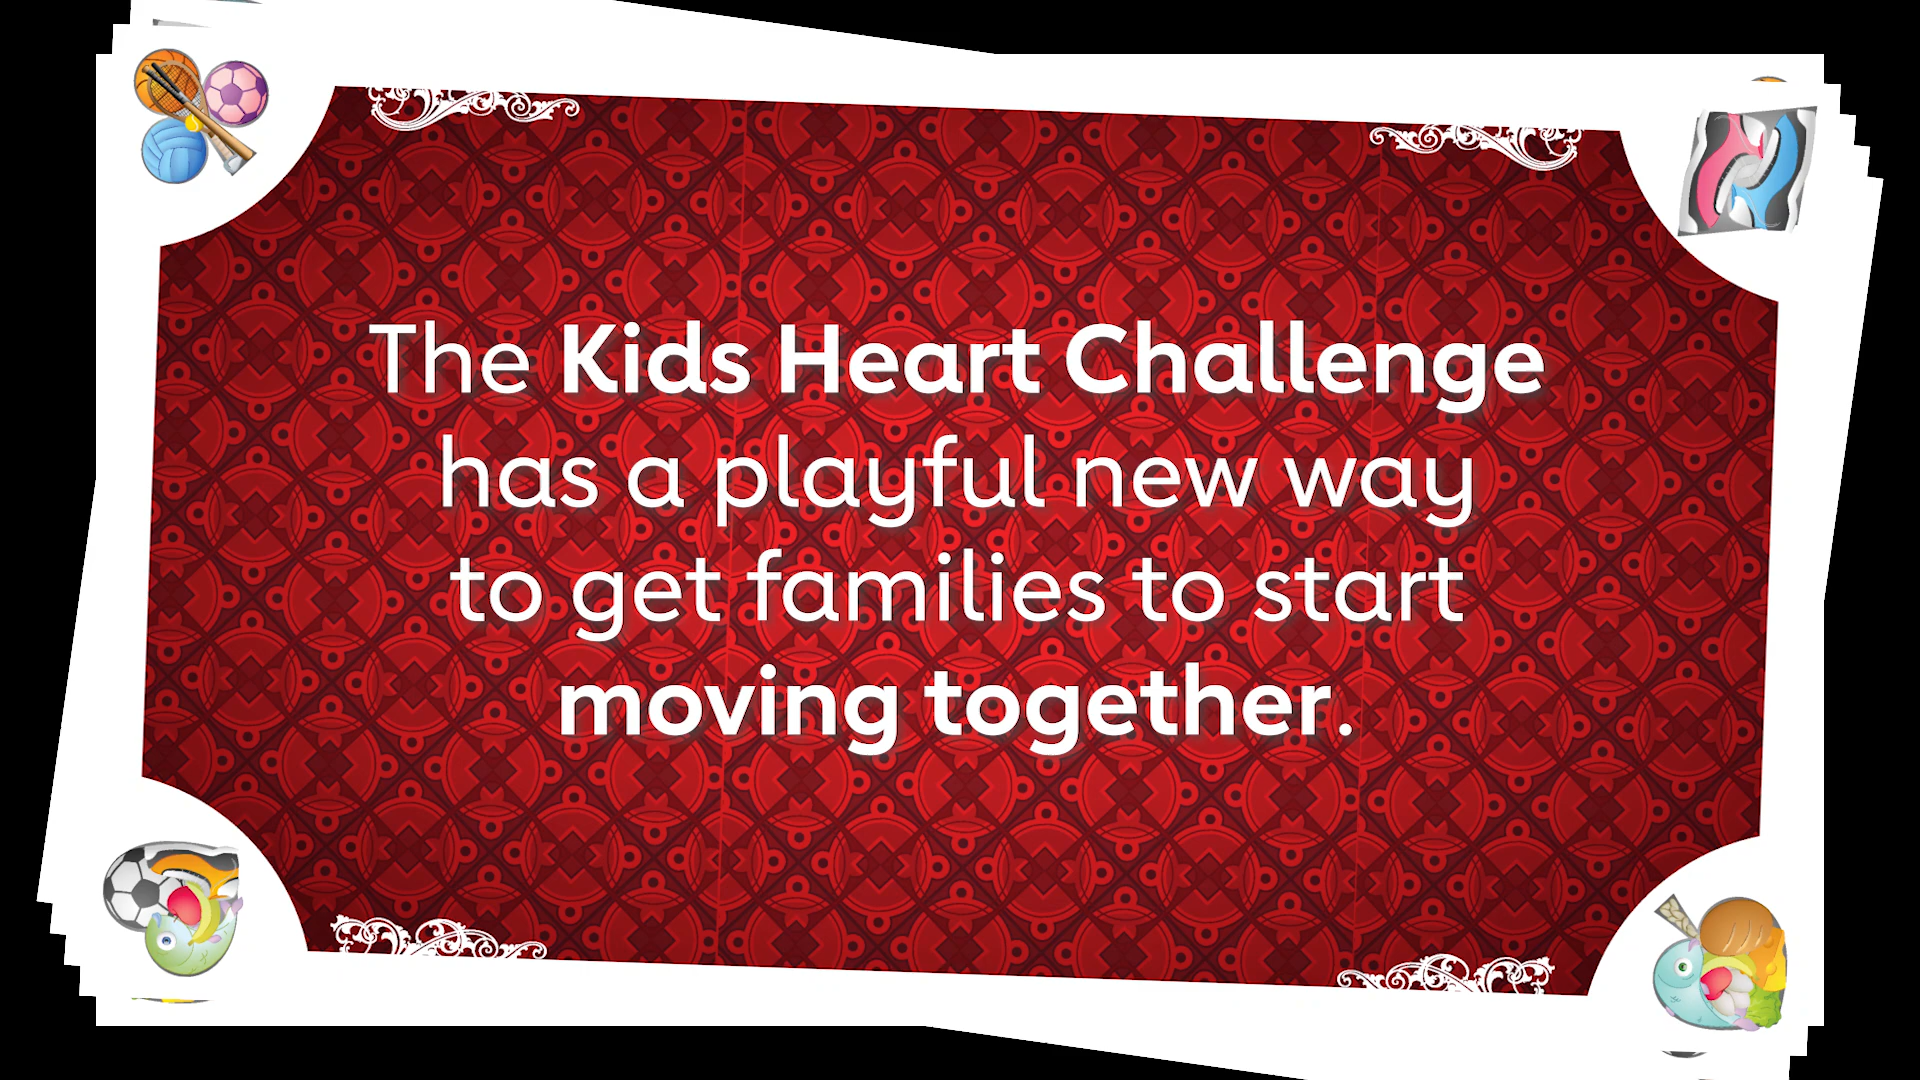 The Kids Heart Challenge
has a playful new way
to get families to start
moving together.